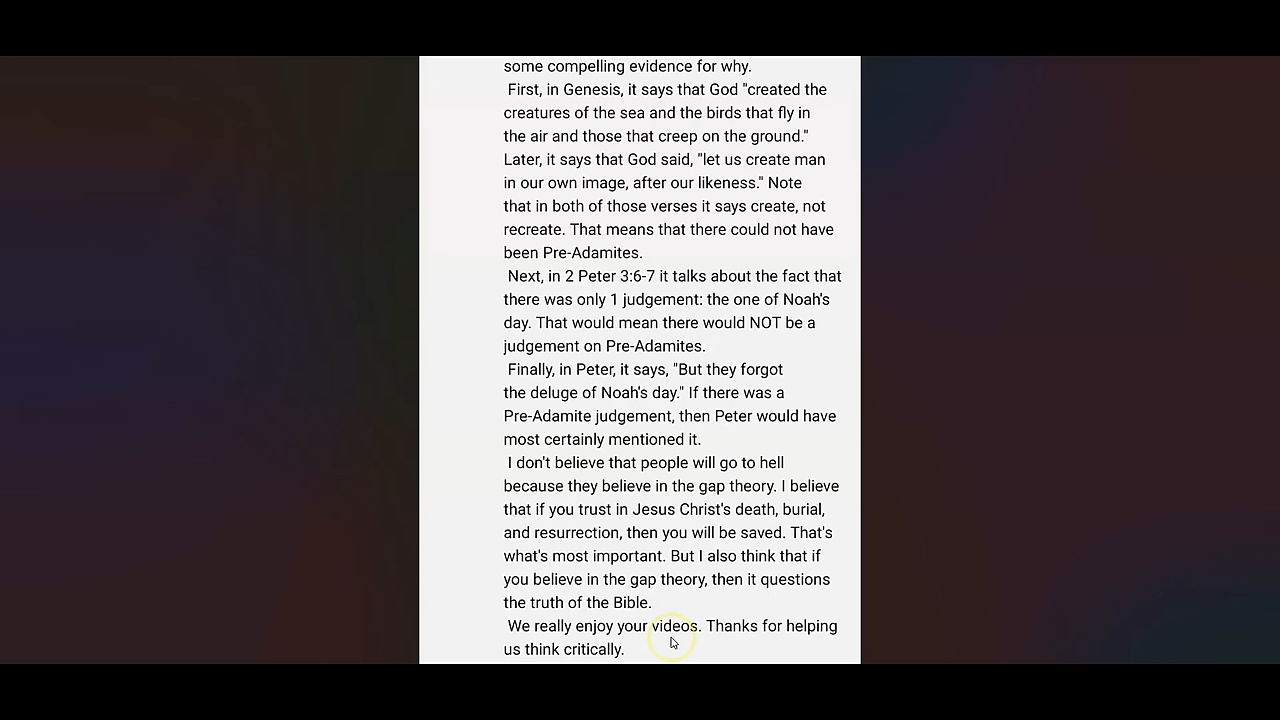 some compelling evidence for why.
First, in Genesis, it says that God "created the
creatures of the sea and the birds that fly in
the air and those that creep on the ground."
Later, it says that God said, "let us create man
in our own image, after our likeness." Note
that in both of those verses it says create, not
recreate. That means that there could not have
been Pre-Adamites.
Next, in 2 Peter 3:6-7 it talks about the fact that
there was only 1 judgement: the one of Noah's
day. That would mean there would NOT be a
judgement on Pre-Adamites.
Finally, in Peter, it says, "But they forgot
the deluge of Noah's day." If there was a
Pre-Adamite judgement, then Peter would have
most certainly mentioned it.
I don't believe that people will go to hell
because they believe in the gap theory. I believe
that if you trust in Jesus Christ's death, burial,
and resurrection, then you will be saved. That's
what's most important. But I also think that if
you believe in the gap theory, then it questions
the truth of the Bible.
We really enjoy your videos. Thanks for helping
us think critically.